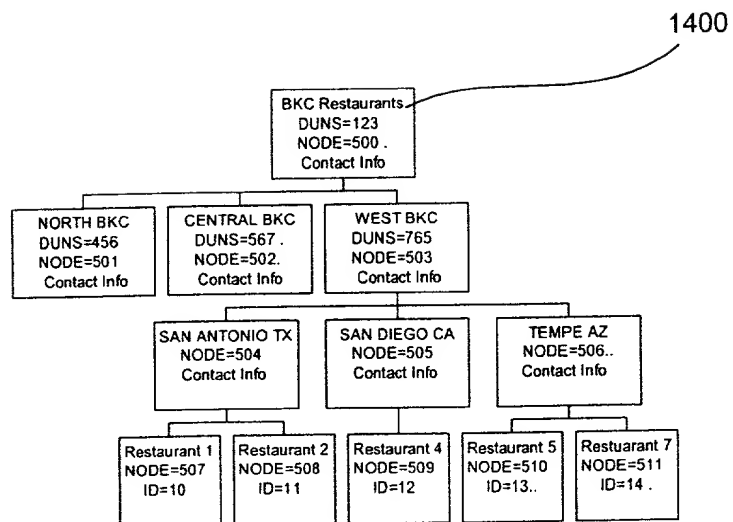 1400
BKC Restaurants
DUNS=123
NODE=500 .
Contact Info
NORTH BKC
DUNS=456
NODE=501
Contact Info
CENTRAL BKC
DUNS=567 .
NODE=502.
Contact Info
WEST BKC
DUNS=765
NODE=503
Contact Info
SAN ANTONIO TX
NODE=504
Contact Info
SAN DIEGO CA
NODE=505
Contact Info
TEMPE AZ
NODE=506..
Contact Info
Restaurant 1
NODE=507
ID=10
Restaurant 2
NODE=508
ID=11
Restaurant 4
NODE=509
ID=12
Restaurant 5
NODE=510
ID=13..
Restuarant 7
NODE=511
ID=14 .